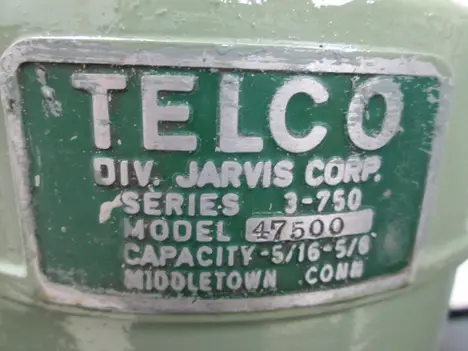 TELCO
DIV. JARVIS CORP.
SERIES 3-750
MODEL 47500
CAPACITY-5/16-5/8
MIDDLETOWN CONN